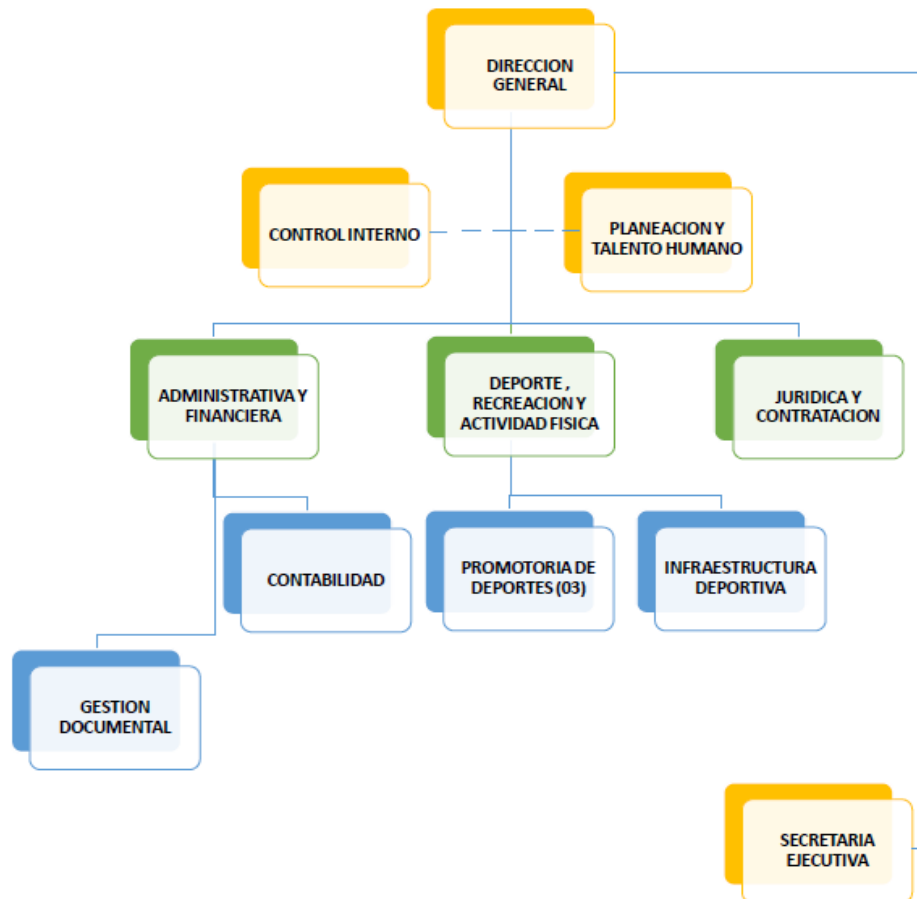 DIRECCION
GENERAL
CONTROL INTERNO
PLANEACION Y
TALENTO HUMANO
ADMINISTRATIVA Y
FINANCIERA
DEPORTE ,
RECREACION Y
ACTIVIDAD FISICA
JURIDICA Y
CONTRATACION
CONTABILIDAD
PROMOTORIA DE
DEPORTES (03)
INFRAESTRUCTURA
DEPORTIVA
GESTION
DOCUMENTAL
SECRETARIA
EJECUTIVA